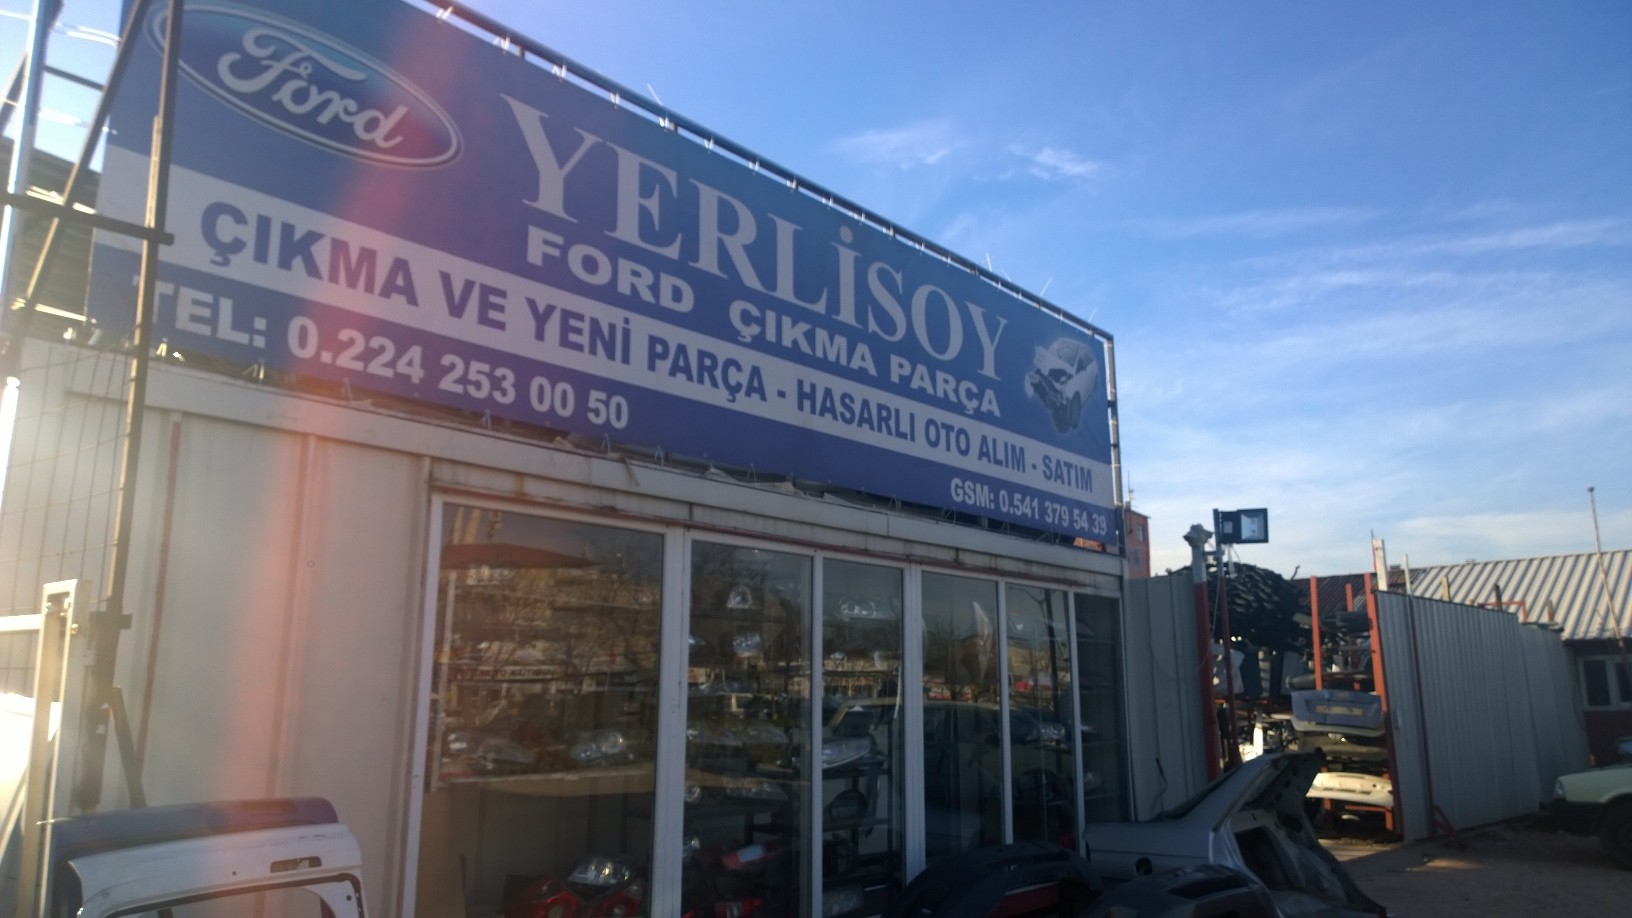 Ford
YERLİSOY
FORD ÇIKMA PARÇA
ÇIKMA VE YENİ PARÇA - HASARLI OTO ALIM - SATIM
TEL: 0.224 253 00 50
GSM: 0.541 379 54 39